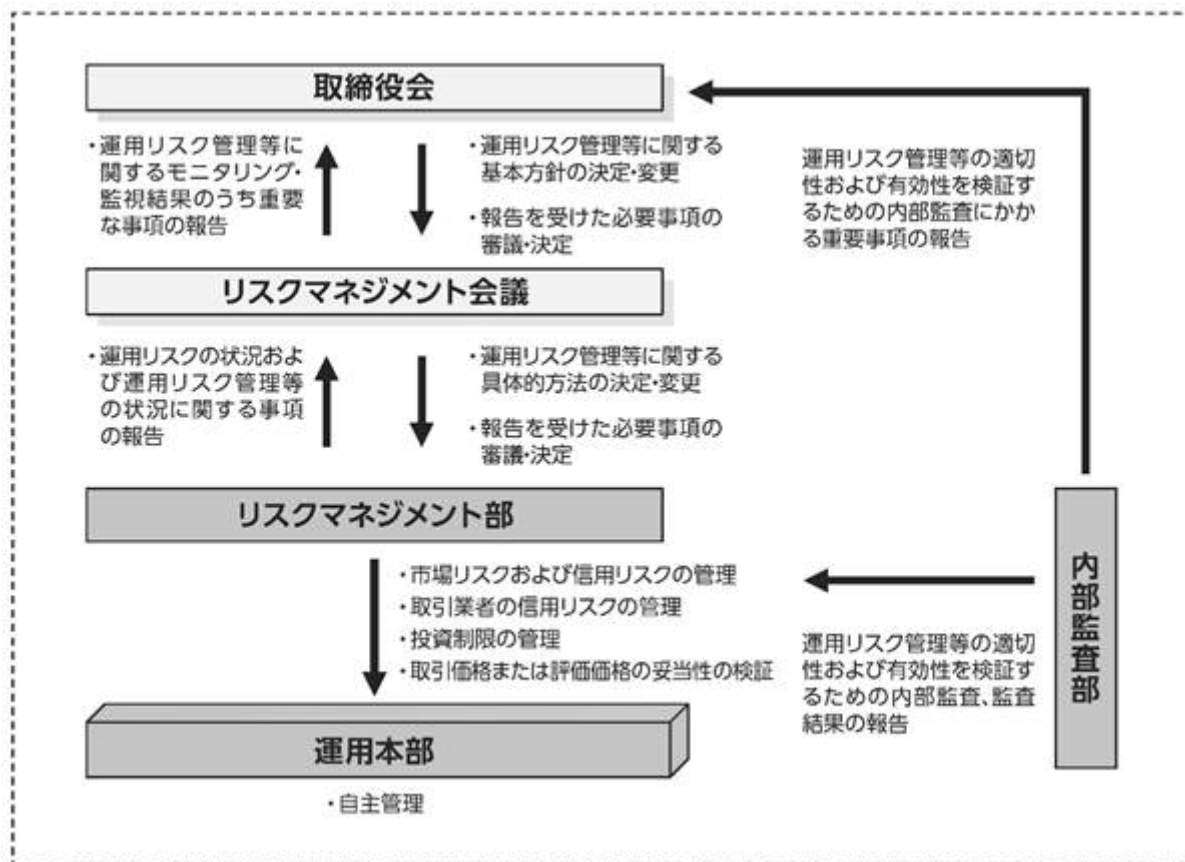 取締役会
・運用リスク管理等に
関するモニタリング・
監視結果のうち重要
な事項の報告
・運用リスク管理等に関する
基本方針の決定・変更
・報告を受けた必要事項の
審議・決定
運用リスク管理等の適切
性および有効性を検証す
るための内部監査にかか
る重要事項の報告
リスクマネジメント会議
・運用リスクの状況およ
び運用リスク管理等
の状況に関する事項
の報告
・運用リスク管理等に関する
具体的方法の決定・変更
・報告を受けた必要事項の
審議・決定
リスクマネジメント部
・市場リスクおよび信用リスクの管理
・取引業者の信用リスクの管理
・投資制限の管理
・取引価格または評価価格の妥当性の検証
内部監査部
運用リスク管理等の適切
性および有効性を検証す
るための内部監査、監査
結果の報告
運用本部
・自主管理